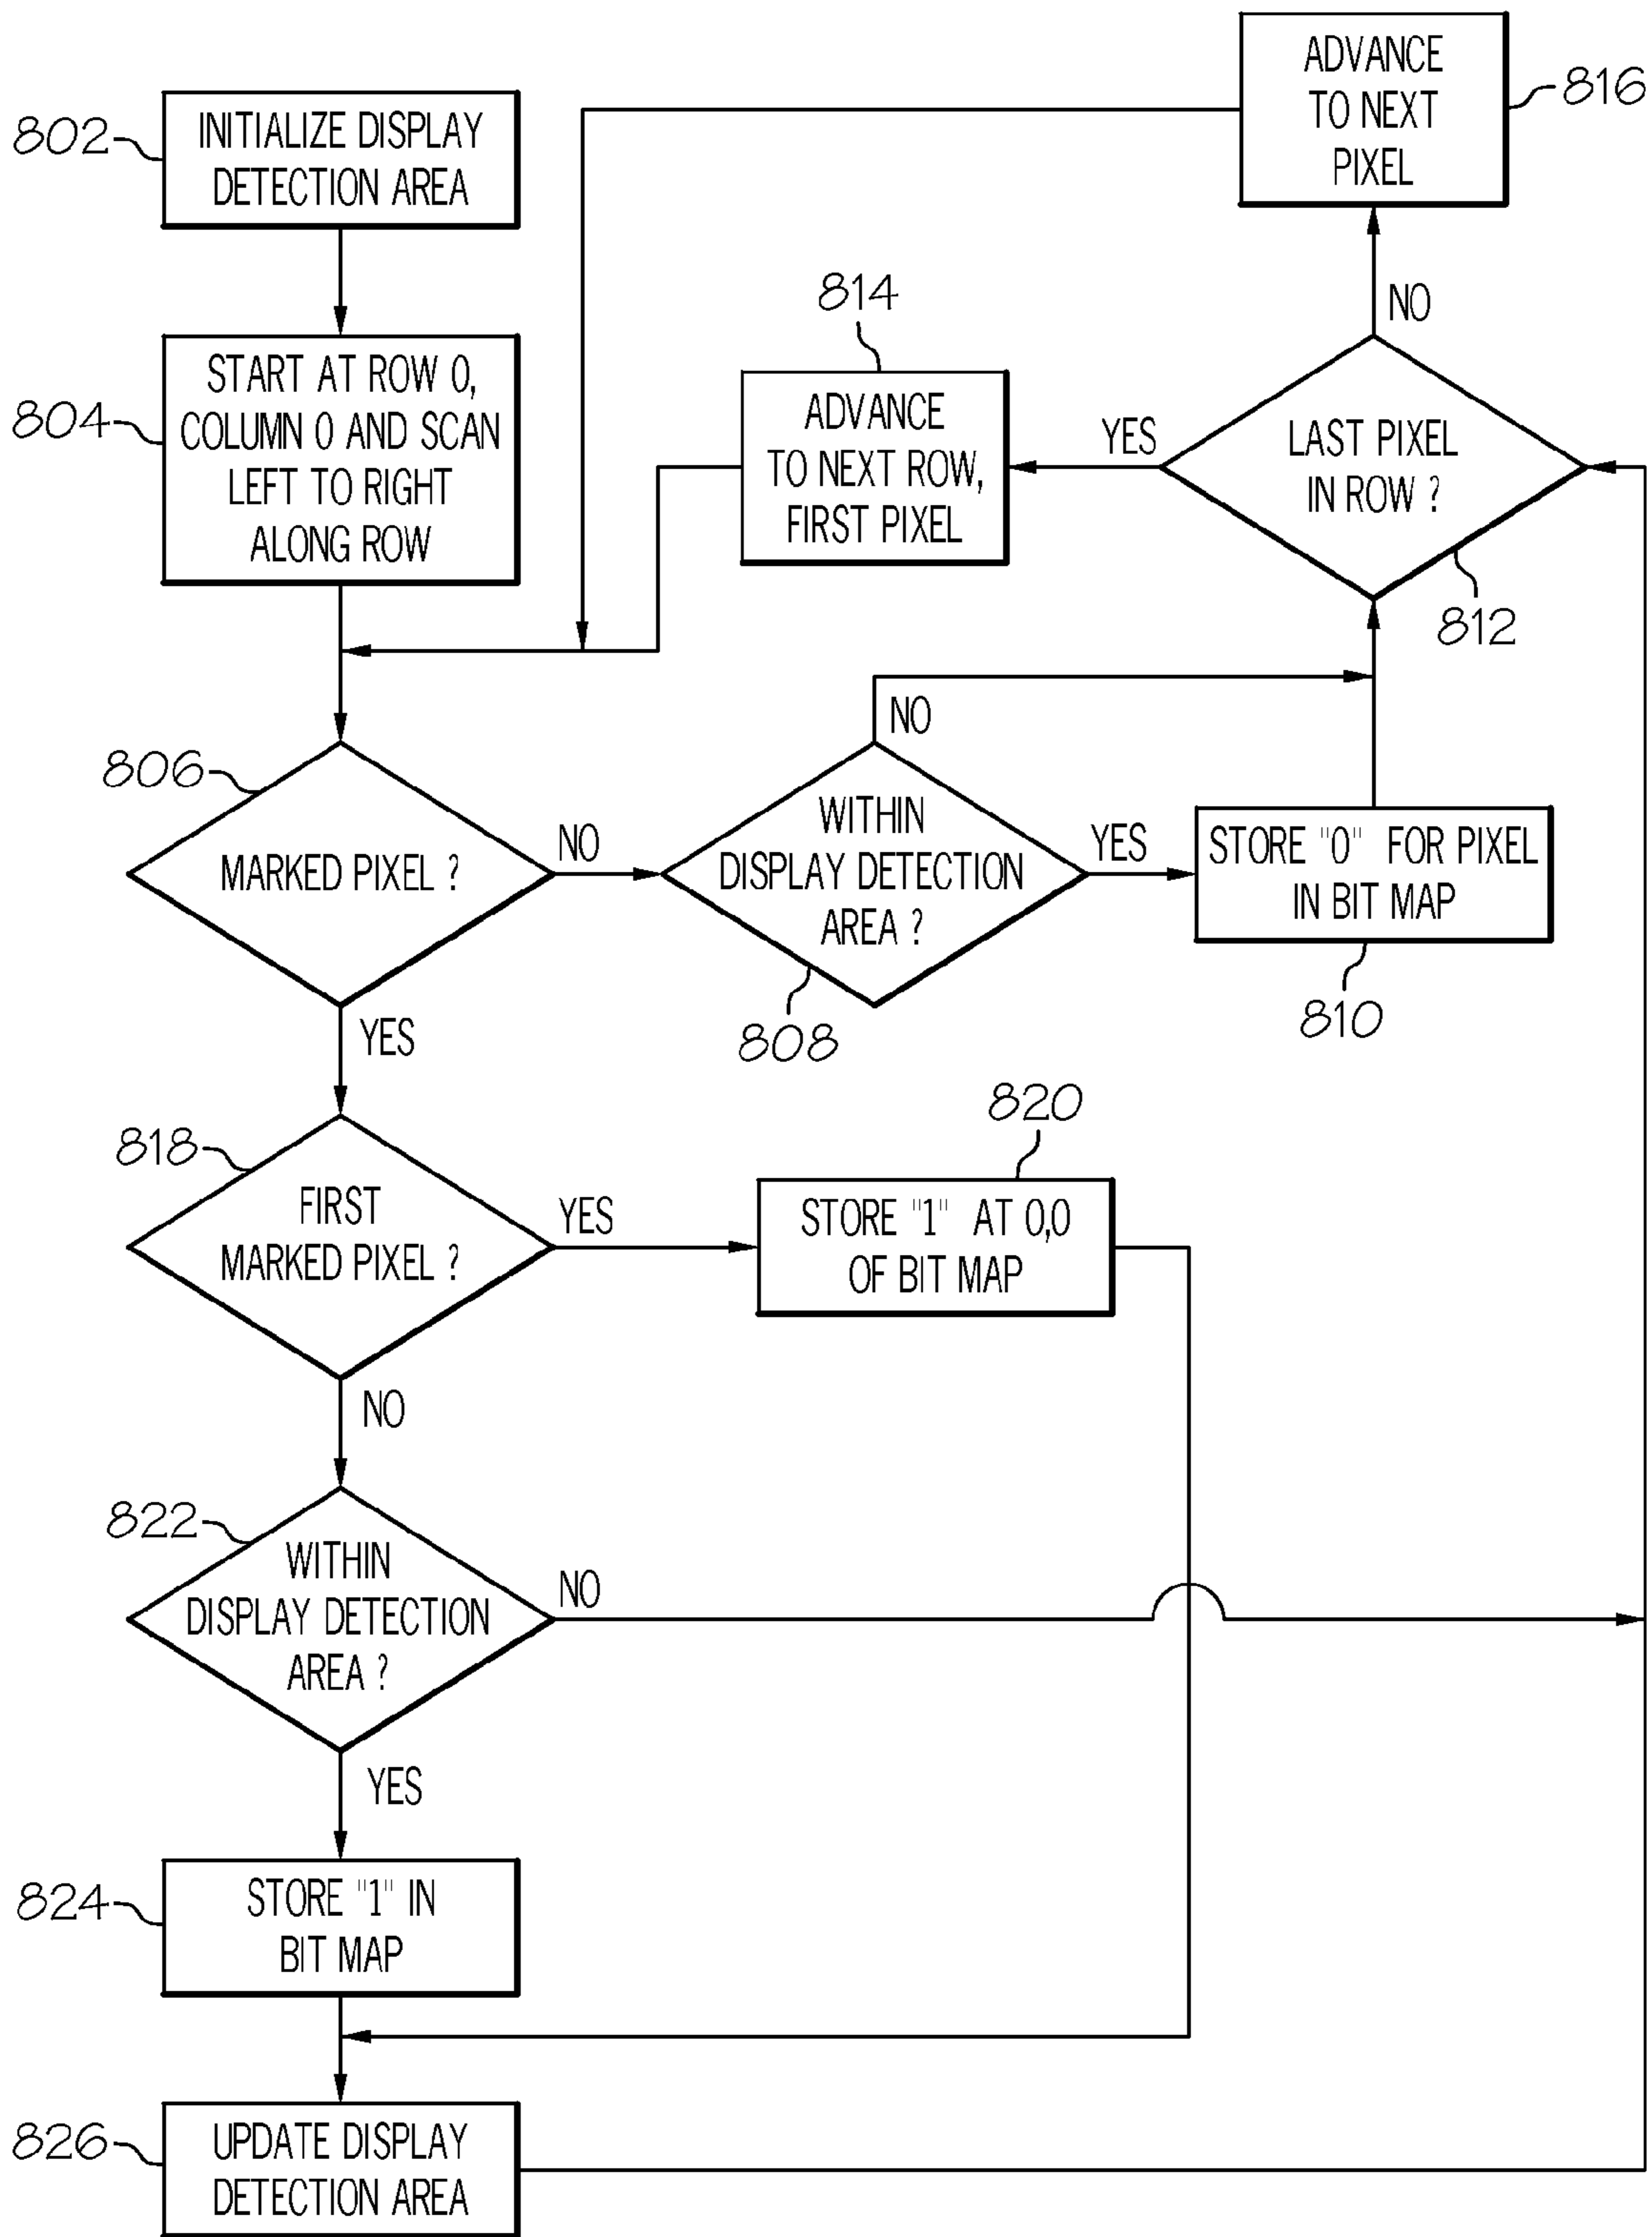 802
INITIALIZE DISPLAY
DETECTION AREA
804
START AT ROW 0,
COLUMN 0 AND SCAN
LEFT TO RIGHT
ALONG ROW
ADVANCE
TO NEXT
PIXEL
816
NO
814
ADVANCE
TO NEXT ROW,
FIRST PIXEL
YES
LAST PIXEL
IN ROW ?
812
806
MARKED PIXEL ?
NO
YES
NO
WITHIN
DISPLAY DETECTION
AREA ?
808
YES
STORE "0" FOR PIXEL
IN BIT MAP
810
818
FIRST
MARKED PIXEL ?
YES
NO
820
STORE "1" AT 0,0
OF BIT MAP
822
WITHIN
DISPLAY DETECTION
AREA ?
NO
YES
824
STORE "1" IN
BIT MAP
826
UPDATE DISPLAY
DETECTION AREA